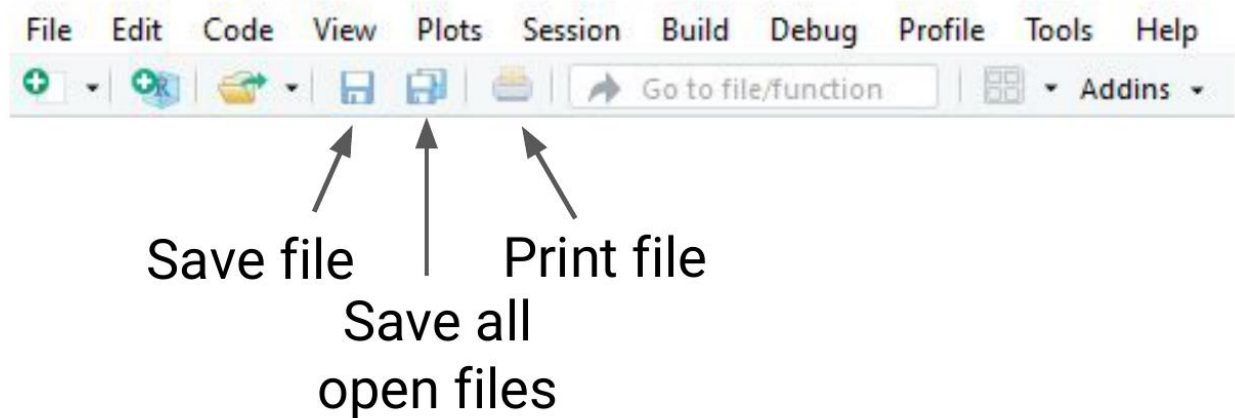 File Edit Code View Plots Session Build Debug Profile Tools Help
Go to file/function Addins
Save file Print file
Save all
open files